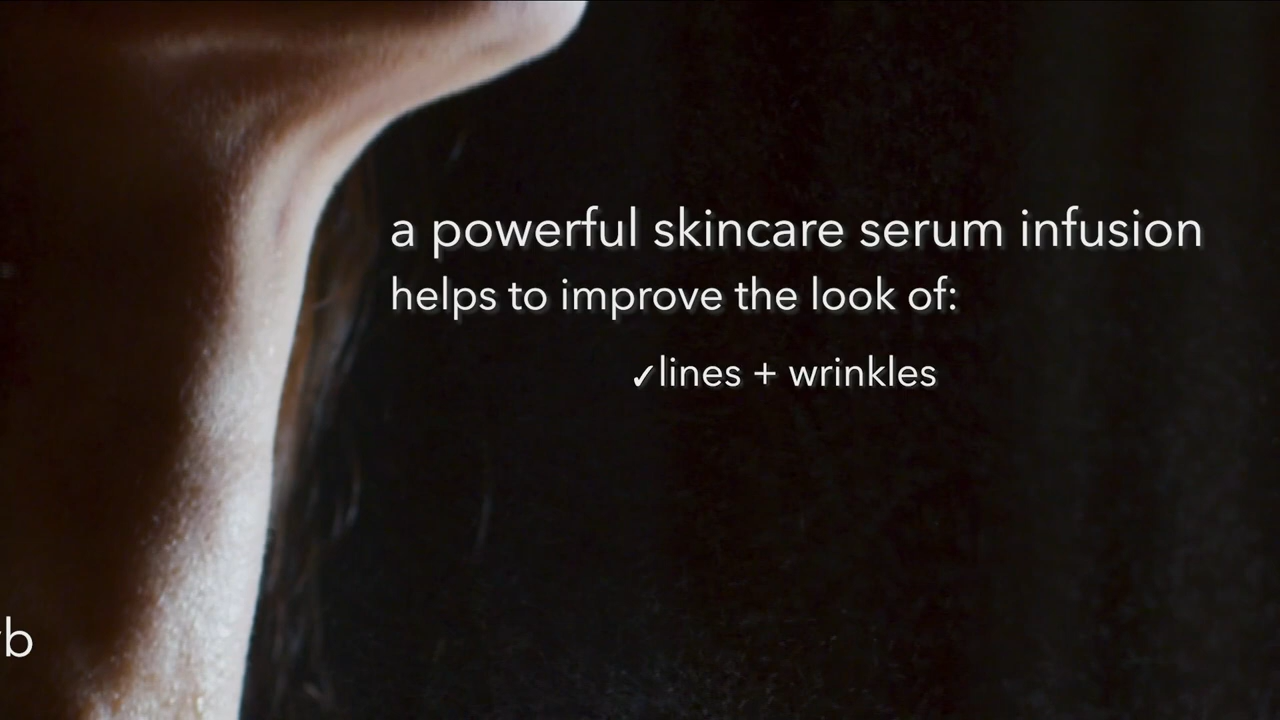 a powerful skincare serum infusion
helps to improve the look of:
✓lines + wrinkles